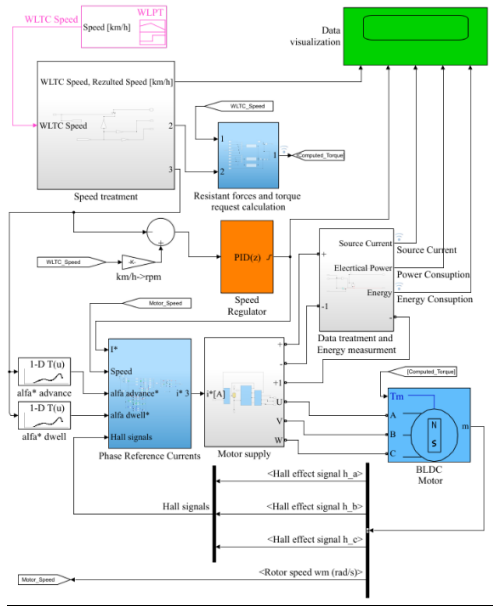 WLPT
WLTC Speed
Speed [km/h]
Data
visualization
WLTC Speed, Rezulted Speed [km/h]
WLTC Speed
2
3
Speed treatment
WLTC_Speed
1
2
1
[Computed_Torque]
Resistant forces and torque
request calculation
WLTC_Speed
-K-
km/h->rpm
PID(z)
Speed
Regulator
Source Current
Electrical Power
Energy
+
-1
-
Source Current
Power Consuption
Energy Consuption
Data treatment and
Energy measurment
Motor_Speed
1-D T(u)
alfa* advance
1-D T(u)
alfa* dwell
I*
Speed
alfa advance*
alfa dwell*
Hall signals
i* 3
Phase Reference Currents
i*[A]
+
-
+1
U
V
W
Motor supply
[Computed_Torque]
Tm
A
B
C
N
S
m
BLDC
Motor
Hall signals
<Hall effect signal h_a>
<Hall effect signal h_b>
<Hall effect signal h_c>
<Rotor speed wm (rad/s)>
Motor_Speed